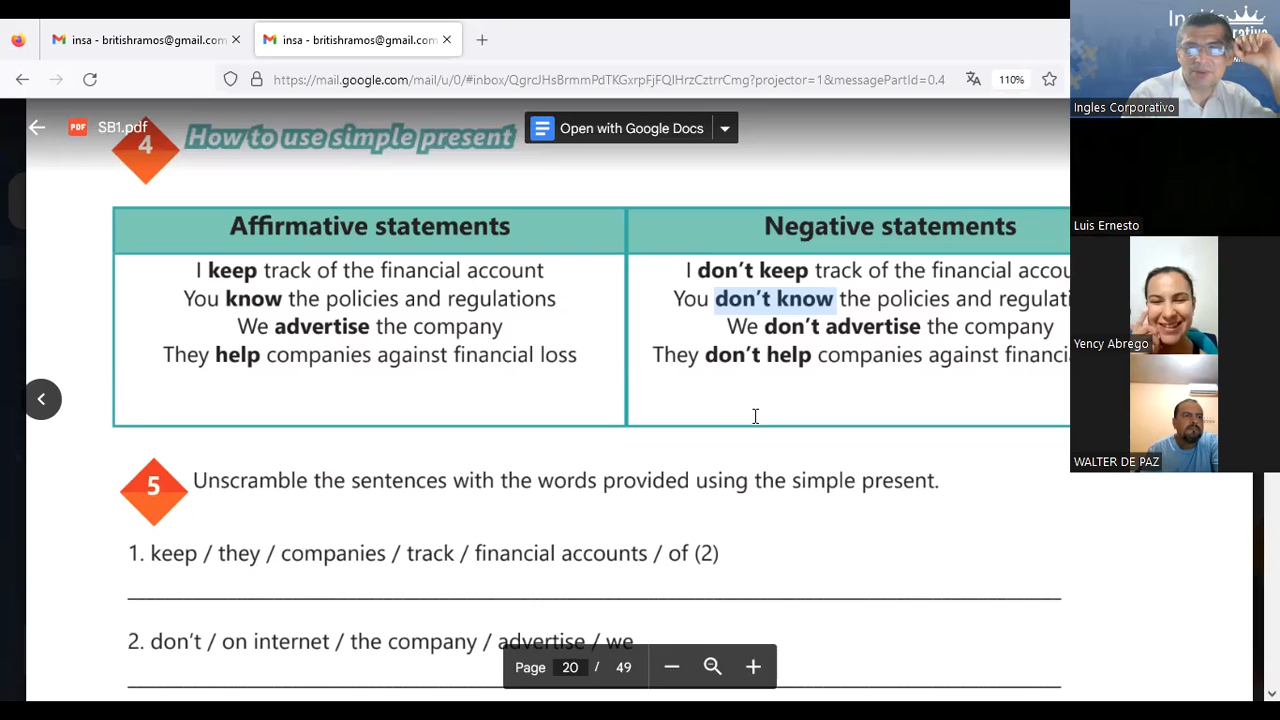 insa - britishramos@gmail.com
insa - britishramos@gmail.com
https://mail.google.com/mail/u/0/#inbox/QgrcJHsBrmmPdTKGxrpFjFQIHrzCztrrCmg?projector=1&messagePartId=0.4
110%
Ingles Corporativo
SB1.pdf
Open with Google Docs
4 How to use simple present
Affirmative statements
Negative statements
I keep track of the financial account
You know the policies and regulations
We advertise the company
They help companies against financial loss
I don't keep track of the financial accou
You don't know the policies and regulati
We don't advertise the company
They don't help companies against financi
Luis Ernesto
Yency Abrego
WALTER DE PAZ
5 Unscramble the sentences with the words provided using the simple present.
1. keep / they / companies / track / financial accounts / of (2)
2. don't / on internet / the company / advertise / we
Page 20 / 49